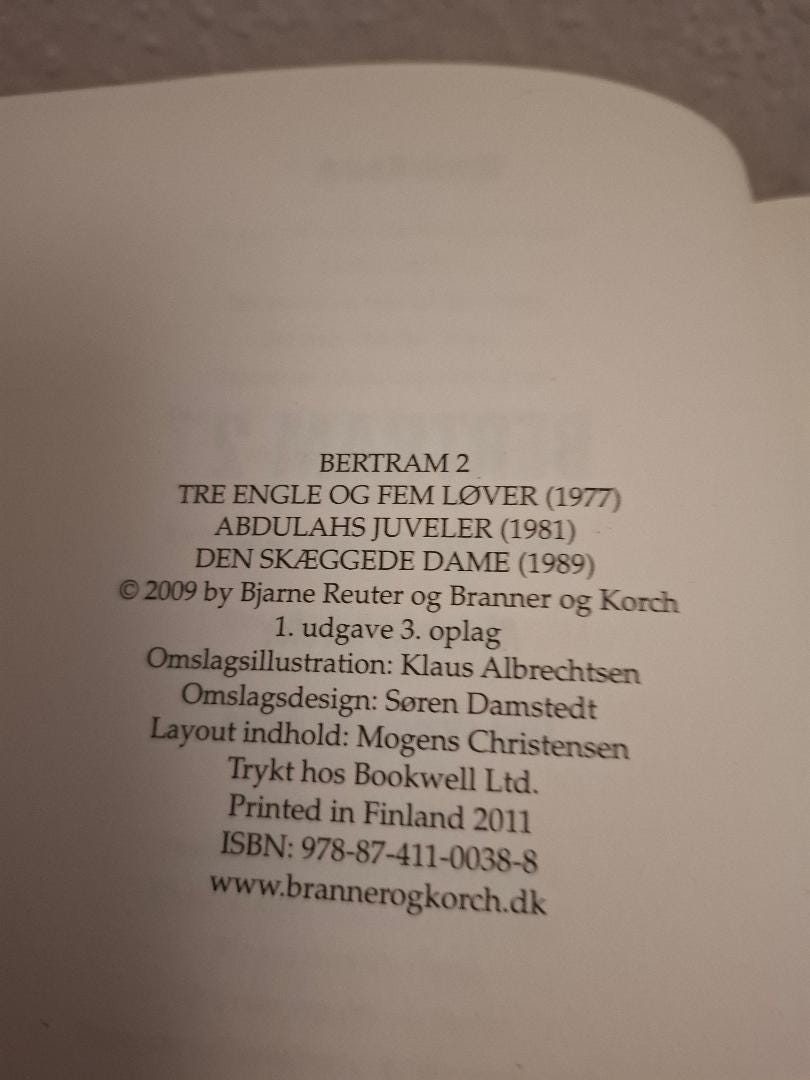 BERTRAM 2
TRE ENGLE OG FEM LØVER (1977)
ABDULAHS JUVELER (1981)
DEN SKÆGGEDE DAME (1989)
© 2009 by Bjarne Reuter og Branner og Korch
1. udgave 3. oplag
Omslagsillustration: Klaus Albrechtsen
Omslagsdesign: Søren Damstedt
Layout indhold: Mogens Christensen
Trykt hos Bookwell Ltd.
Printed in Finland 2011
ISBN: 978-87-411-0038-8
www.brannerogkorch.dk